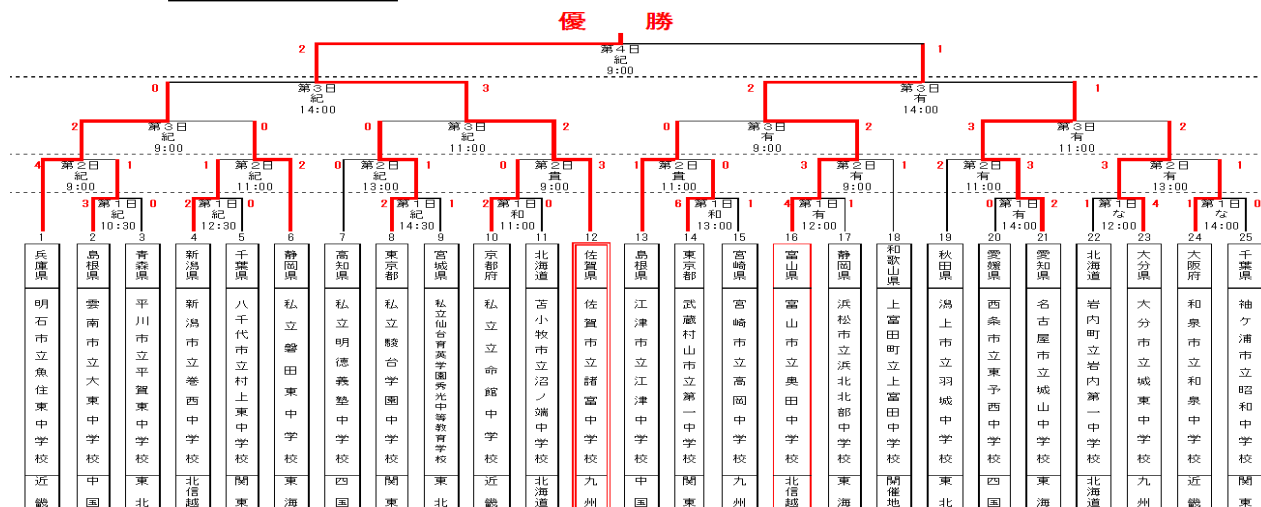 優 勝
2 第4日 1
紀
9:00
0 第3日 3 2 第3日 1
紀 有
14:00 14:00
2 第3日 0 0 第3日 2 0 第3日 2 3 第3日 2
紀 紀 有 有
9:00 11:00 9:00 11:00
4 第2日 1 1 第2日 2 0 第2日 1 0 第2日 3 1 第2日 0 3 第2日 1 2 第2日 3 3 第2日 1
紀 紀 紀 貴 貴 有 有 有
9:00 11:00 13:00 9:00 11:00 9:00 11:00 13:00
3 第1日 0 2 第1日 0 2 第1日 1 2 第1日 0 6 第1日 0 4 第1日 1 0 第1日 2 1 第1日 4 1 第1日 0
紀 紀 紀 和 和 有 有 な な
10:30 12:30 14:30 11:00 13:00 12:00 14:00 12:00 14:00
1 2 3 4 5 6 7 8 9 10 11 12 13 14 15 16 17 18 19 20 21 22 23 24 25
兵庫県 島根県 青森県 新潟県 千葉県 静岡県 高知県 東京都 宮城県 京都府 北海道 佐賀県 島根県 東京都 宮崎県 富山県 静岡県 和歌山県 秋田県 愛媛県 愛知県 北海道 大分県 大阪府 千葉県
明石市立魚住東中学校
雲南市立大東中学校
平川市立平賀東中学校
新潟市立巻西中学校
八千代市立村上東中学校
私立磐田東中学校
私立明徳義塾中学校
私立駿台学園中学校
私立仙台育英学園秀光中等教育学校
私立立命館中学校
苫小牧市立沼ノ端中学校
佐賀市立諸富中学校
江津市立江津中学校
武蔵村山市立第一中学校
宮崎市立高岡中学校
富山市立奥田中学校
浜松市立浜北北部中学校
上富田町立上富田中学校
潟上市立羽城中学校
西条市立東予西中学校
名古屋市立城山中学校
岩内町立岩内第一中学校
大分市立城東中学校
和泉市立和泉中学校
袖ケ浦市立昭和中学校
近畿 中国 東北 北信越 関東 東海 四国 関東 東北 近畿 北海道 九州 中国 関東 九州 北信越 東海 開催地 東北 四国 東海 北海道 九州 近畿 関東